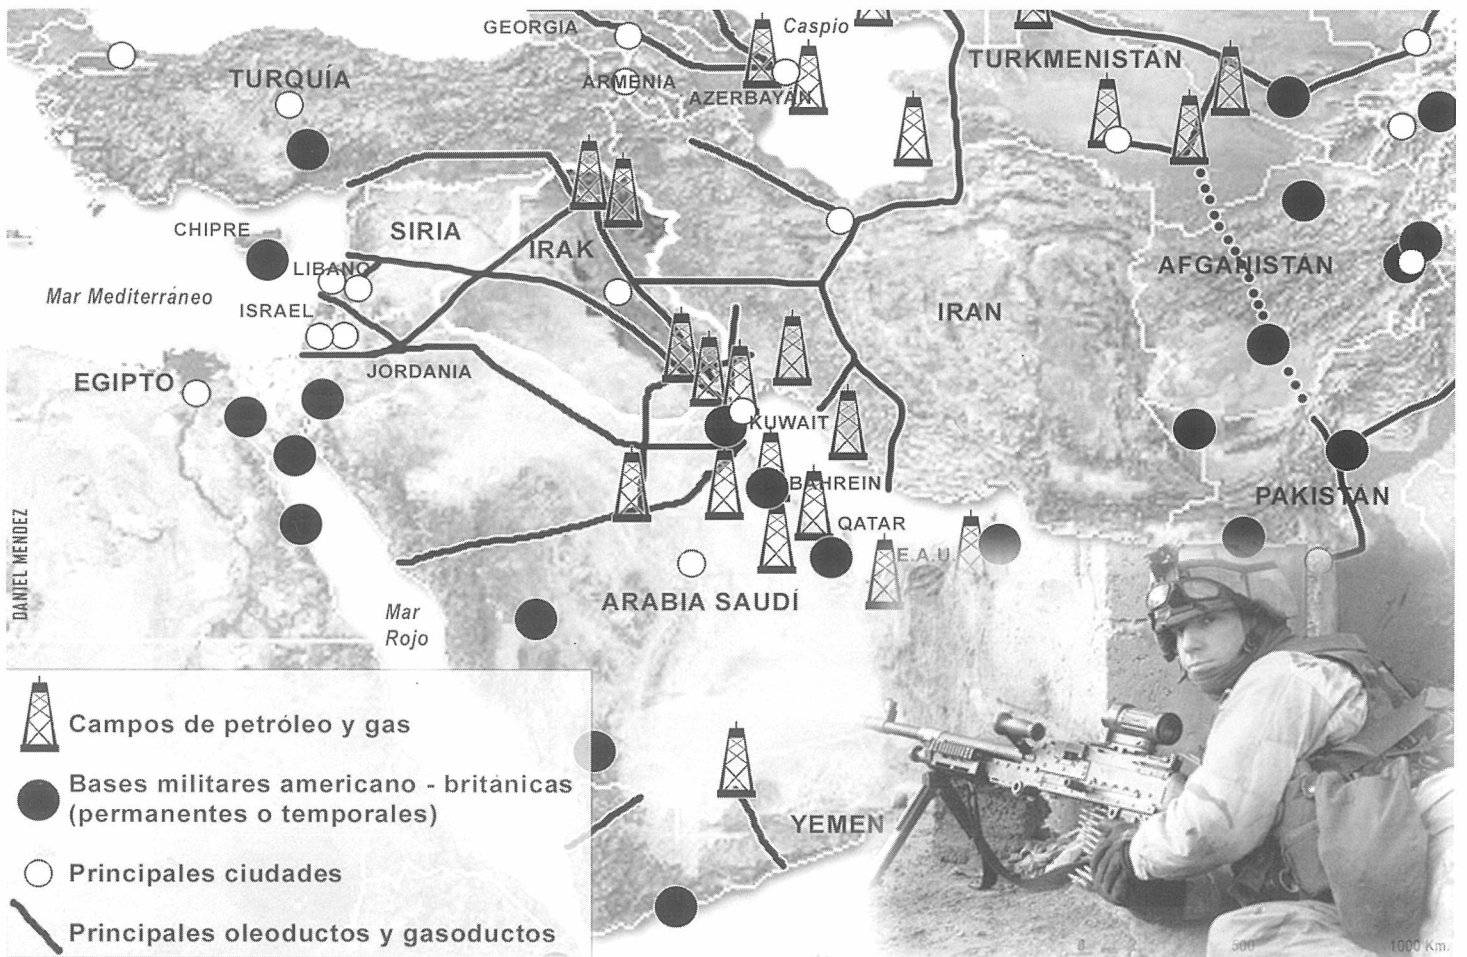 GEORGIA
Caspio
TURKMENISTÁN
TURQUÍA
ARMENIA
AZERBAYÁN
CHIPRE
SIRIA
IRAK
AFGANISTÁN
LIBANO
Mar Mediterráneo
ISRAEL
IRAN
EGIPTO
JORDANIA
KUWAIT
BAHREIN
PAKISTÁN
QATAR
E.A.U.
DANIEL MENDEZ
ARABIA SAUDÍ
Mar
Rojo
Campos de petróleo y gas
Bases militares americano - británicas
(permanentes o temporales)
YEMEN
Principales ciudades
Principales oleoductos y gasoductos
0
500
1000 Km.